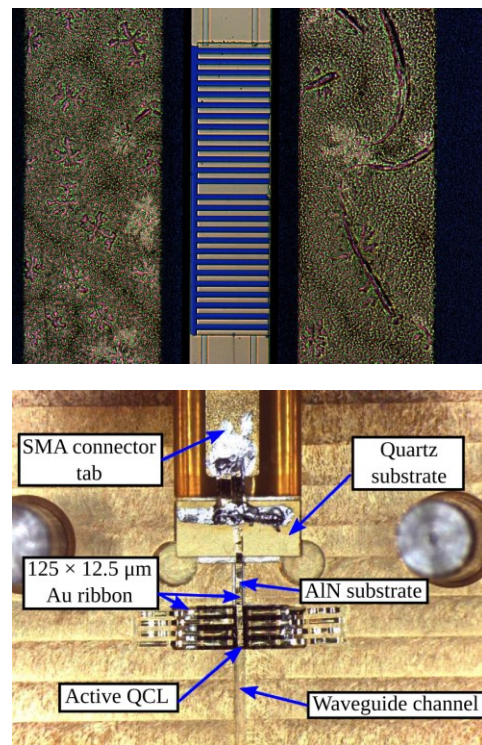 SMA connector
tab
Quartz
substrate
125 × 12.5 μm
Au ribbon
AlN substrate
Active QCL
Waveguide channel